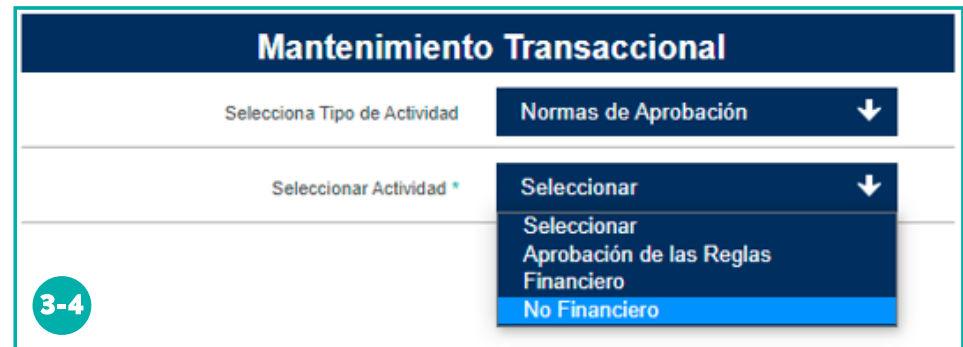 Mantenimiento Transaccional
Selecciona Tipo de Actividad
Normas de Aprobación
Seleccionar Actividad *
Seleccionar
Seleccionar
Aprobación de las Reglas
Financiero
No Financiero
3-4